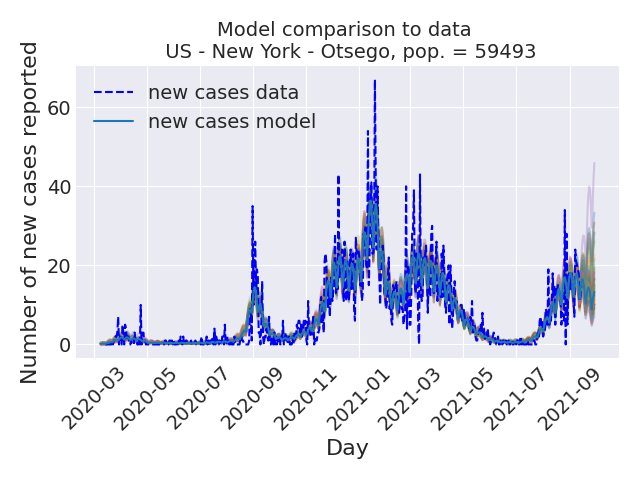 Model comparison to data
US - New York - Otsego, pop. = 59493
Number of new cases reported
new cases data
new cases model
60
40
20
0
2020-03
2020-05
2020-07
2020-09
2020-11
2021-01
2021-03
2021-05
2021-07
2021-09
Day